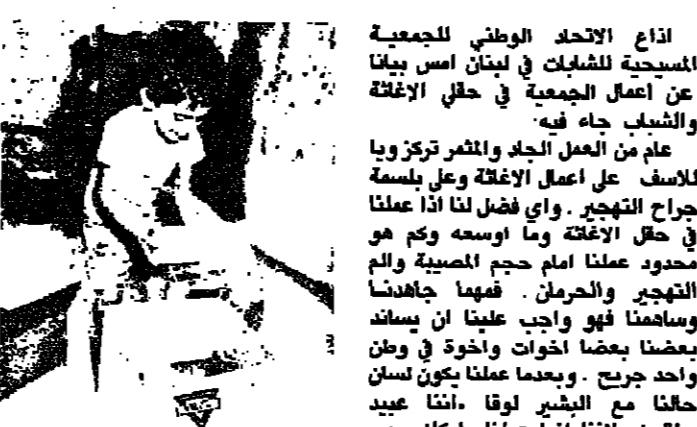 اذاع الاتحاد الوطني للجمعيـة
المسيحية للشابات في لبنان امس بيانا
عن اعمال الجمعية في حقلي الاغاثة
والشباب جاء فيه
عام من العمل الجاد والمثمر تركز ويا
للاسف على اعمال الاغاثة وعلى بلسمة
جراح التهجير . واي فضل لنا اذا عملنا
في حقل الاغاثة وما اوسعه وكم هو
محدود عملنا امام حجم المصيبة والم
التهجير والحرمان . فمهما جاهدنـا
وساهمنا فهو واجب علينا ان يساند
بعضنا بعضا اخوات واخوة في وطن
واحد جريح . وبعدما عملنا يكون لسان
حالنا مع البشير لوقا ،اننا عبيد